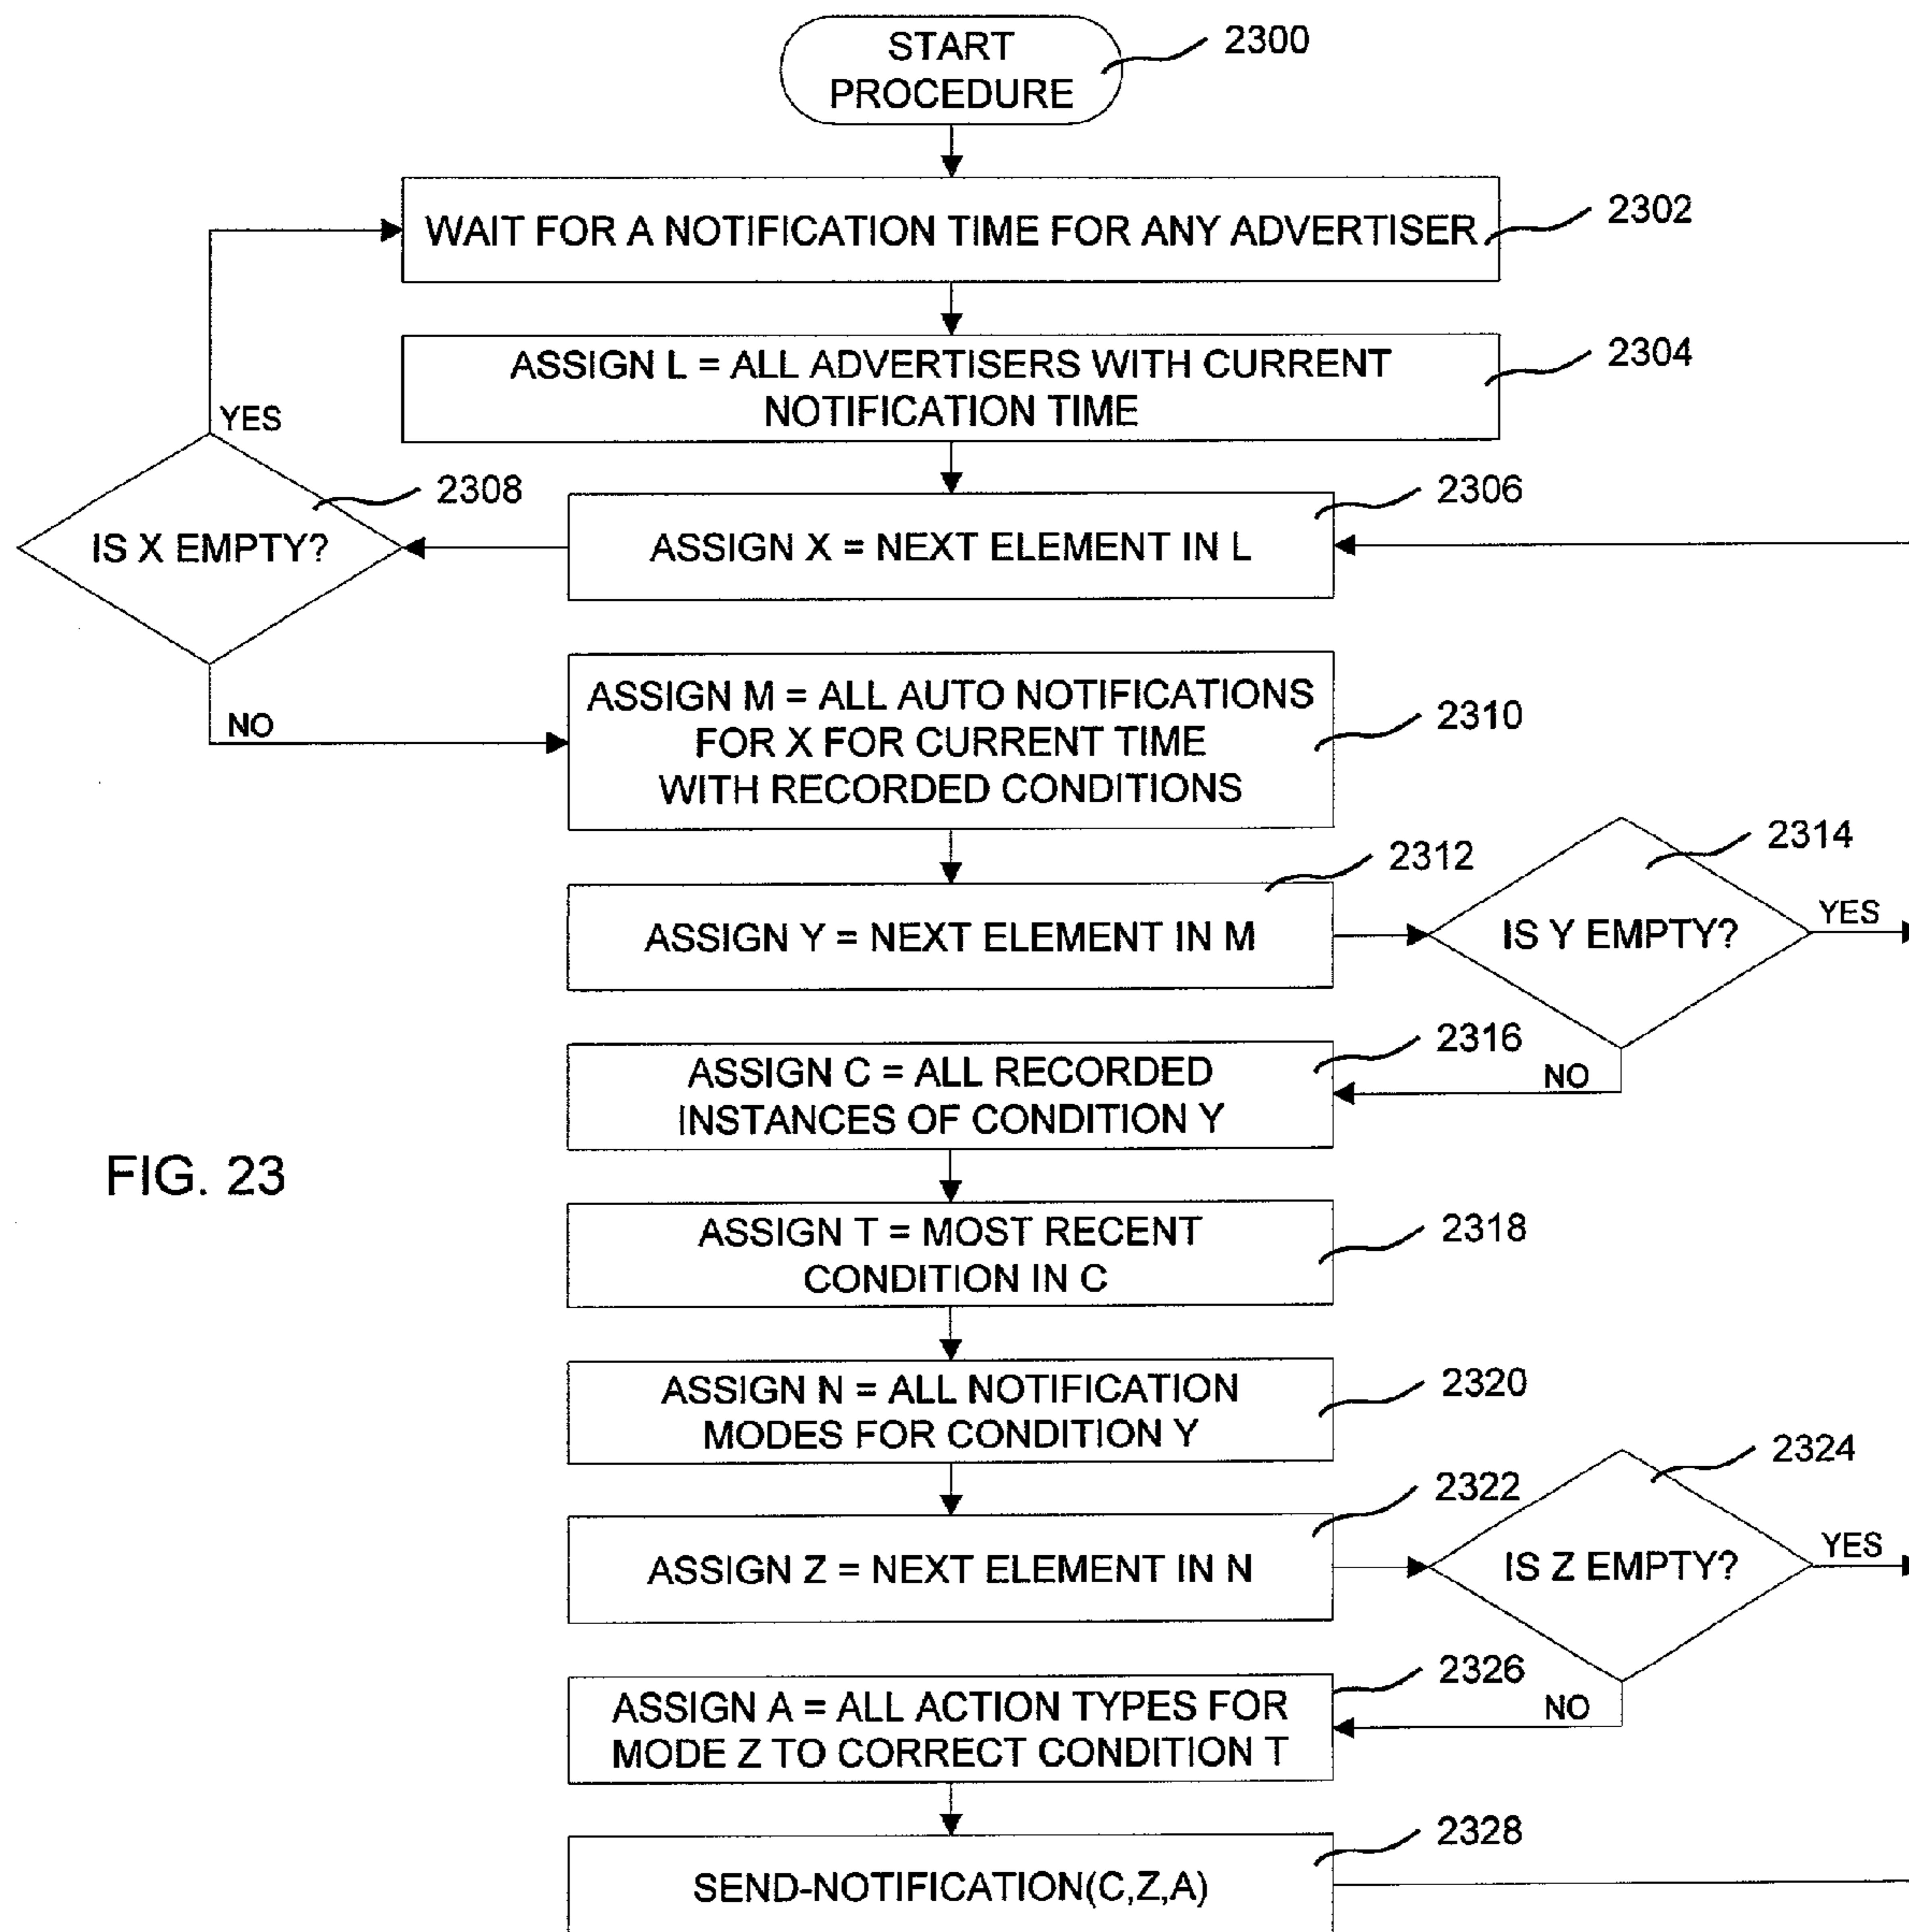 START
PROCEDURE
2300
WAIT FOR A NOTIFICATION TIME FOR ANY ADVERTISER
2302
ASSIGN L = ALL ADVERTISERS WITH CURRENT
NOTIFICATION TIME
2304
YES
IS X EMPTY?
2308
ASSIGN X = NEXT ELEMENT IN L
2306
NO
ASSIGN M = ALL AUTO NOTIFICATIONS
FOR X FOR CURRENT TIME
WITH RECORDED CONDITIONS
2310
ASSIGN Y = NEXT ELEMENT IN M
2312
IS Y EMPTY?
2314
YES
NO
ASSIGN C = ALL RECORDED
INSTANCES OF CONDITION Y
2316
FIG. 23
ASSIGN T = MOST RECENT
CONDITION IN C
2318
ASSIGN N = ALL NOTIFICATION
MODES FOR CONDITION Y
2320
ASSIGN Z = NEXT ELEMENT IN N
2322
IS Z EMPTY?
2324
YES
NO
ASSIGN A = ALL ACTION TYPES FOR
MODE Z TO CORRECT CONDITION T
2326
SEND-NOTIFICATION(C,Z,A)
2328